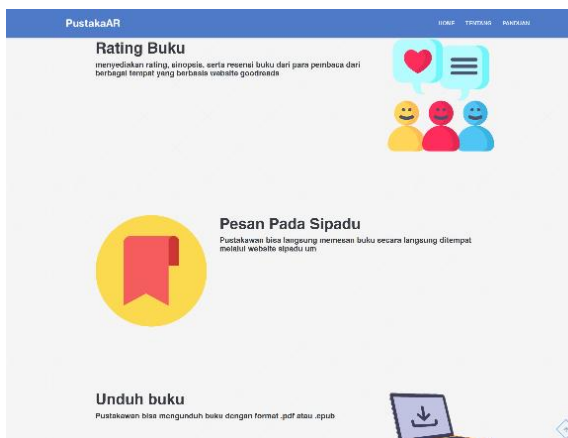 PustakaAR
HOME TENTANG PANDUAN
Rating Buku
menyediakan rating, sinopsis, serta resensi buku dari para pembaca dari
berbagai tempat yang berbasis website goodreads
Pesan Pada Sipadu
Pustakawan bisa langsung memesan buku secara langsung ditempat
melalui website sipadu um
Unduh buku
Pustakawan bisa mengunduh buku dengan format .pdf atau .epub